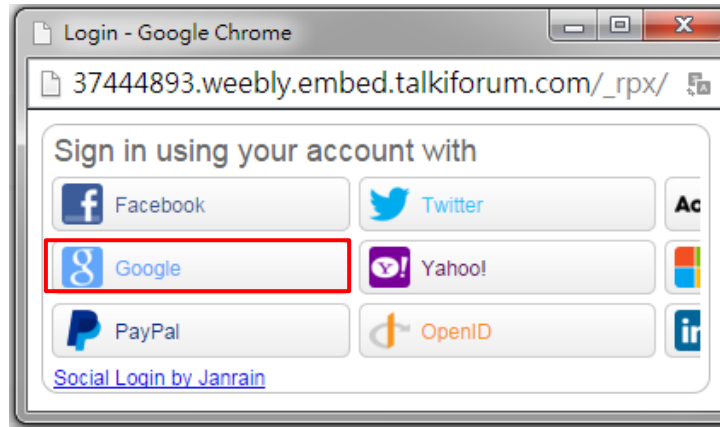 Login - Google Chrome
37444893.weebly.embed.talkiforum.com/_rpx/
Sign in using your account with
Facebook
Twitter
Google
Yahoo!
PayPal
OpenID
Social Login by Janrain